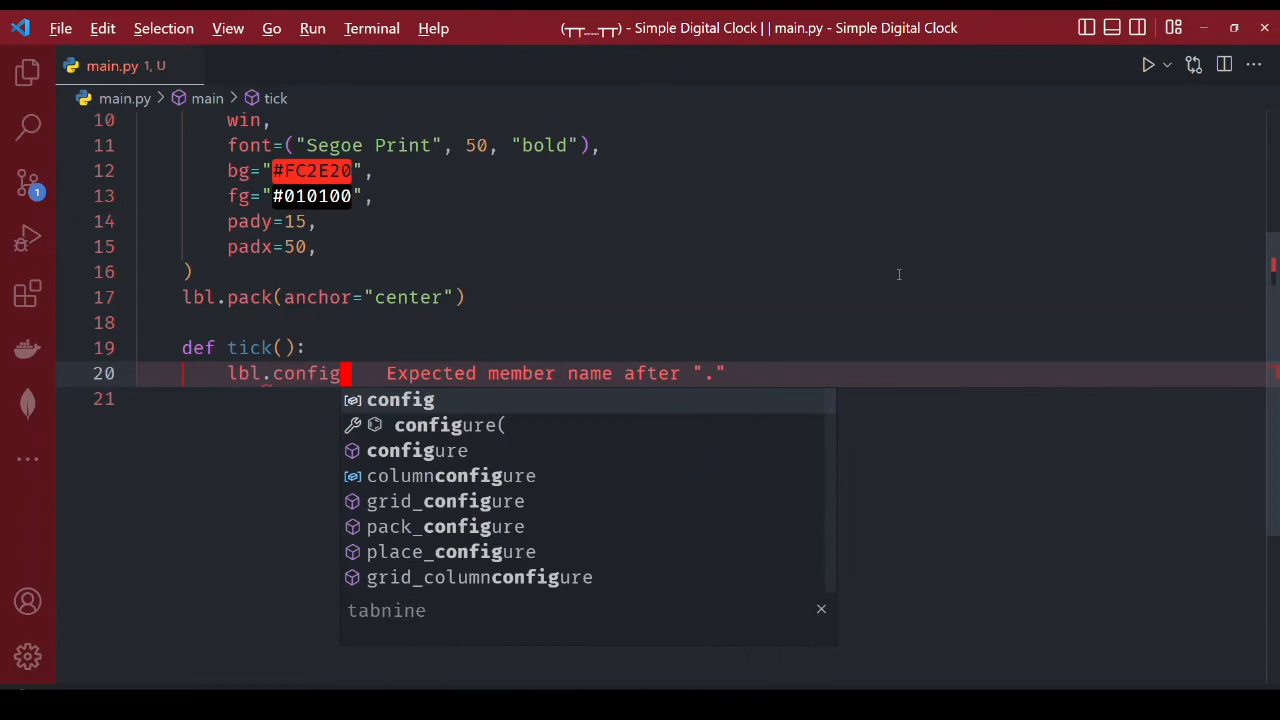 File Edit Selection View Go Run Terminal Help (┬┬﹏┬┬) - Simple Digital Clock | | main.py - Simple Digital Clock
main.py 1, U
main.py > main > tick
10 win,
11 font=("Segoe Print", 50, "bold"),
12 bg="#FC2E20",
13 fg="#010100",
14 pady=15,
15 padx=50,
16 )
17 lbl.pack(anchor="center")
18
19 def tick():
20 lbl.config Expected member name after "."
21
config
configure(
configure
columnconfigure
grid_configure
pack_configure
place_configure
grid_columnconfigure
tabnine
1